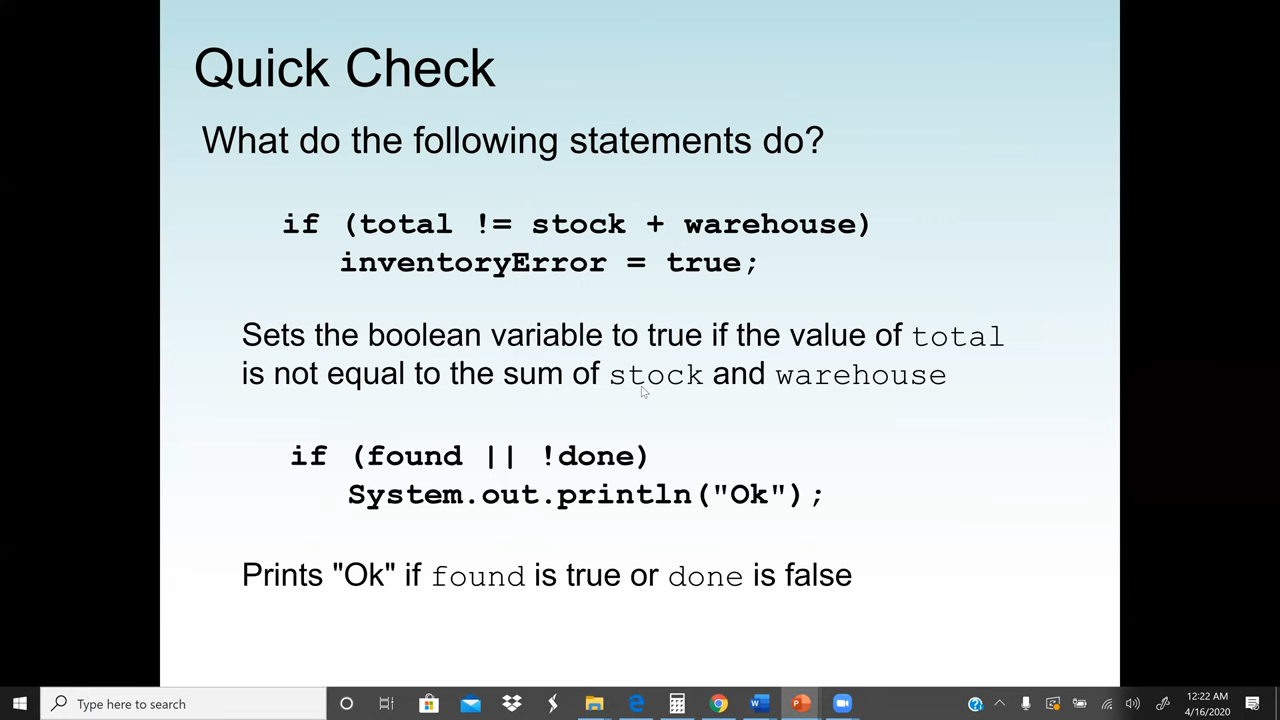 Quick Check
What do the following statements do?
if (total != stock + warehouse)
inventoryError = true;
Sets the boolean variable to true if the value of total
is not equal to the sum of stock and warehouse
if (found || !done)
System.out.println("Ok");
Prints "Ok" if found is true or done is false
Type here to search
12:22 AM
4/16/2020